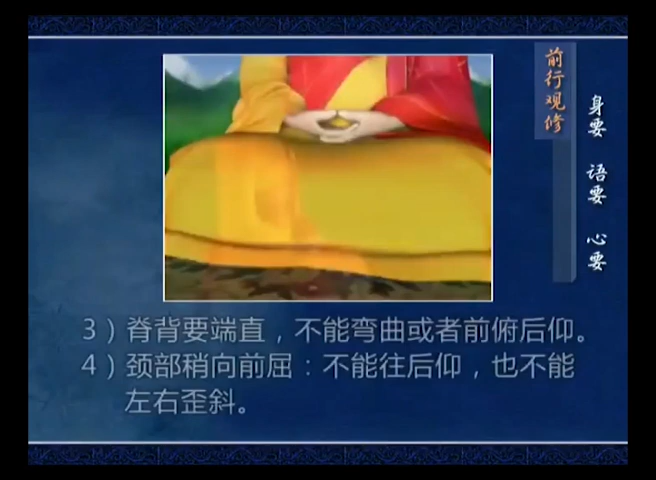 前行观修
身要 语要 心要
3）脊背要端直，不能弯曲或者前俯后仰。
4）颈部稍向前屈：不能往后仰，也不能
左右歪斜。